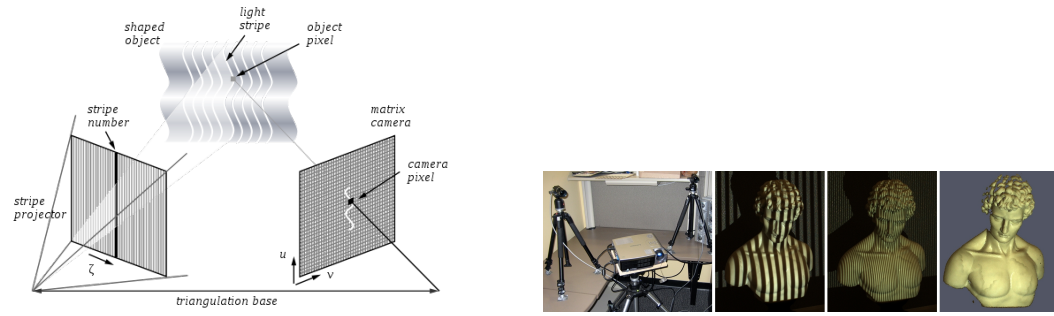 shaped
object
light
stripe
object
pixel
stripe
number
matrix
camera
camera
pixel
stripe
projector
ζ
u
v
triangulation base